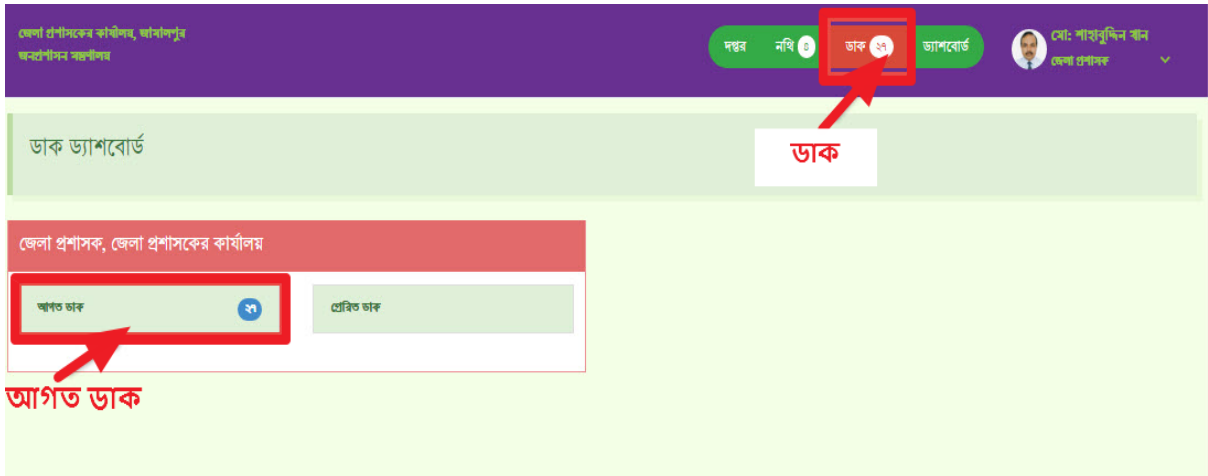 জেলা প্রশাসকের কার্যালয়, জামালপুর
জনপ্রশাসন মন্ত্রণালয়
দপ্তর নথি ৪ ডাক ২৭ ড্যাশবোর্ড
মো: শাহাবুদ্দিন খান
জেলা প্রশাসক
ডাক ড্যাশবোর্ড
ডাক
জেলা প্রশাসক, জেলা প্রশাসকের কার্যালয়
আগত ডাক ২৭ প্রেরিত ডাক
আগত ডাক